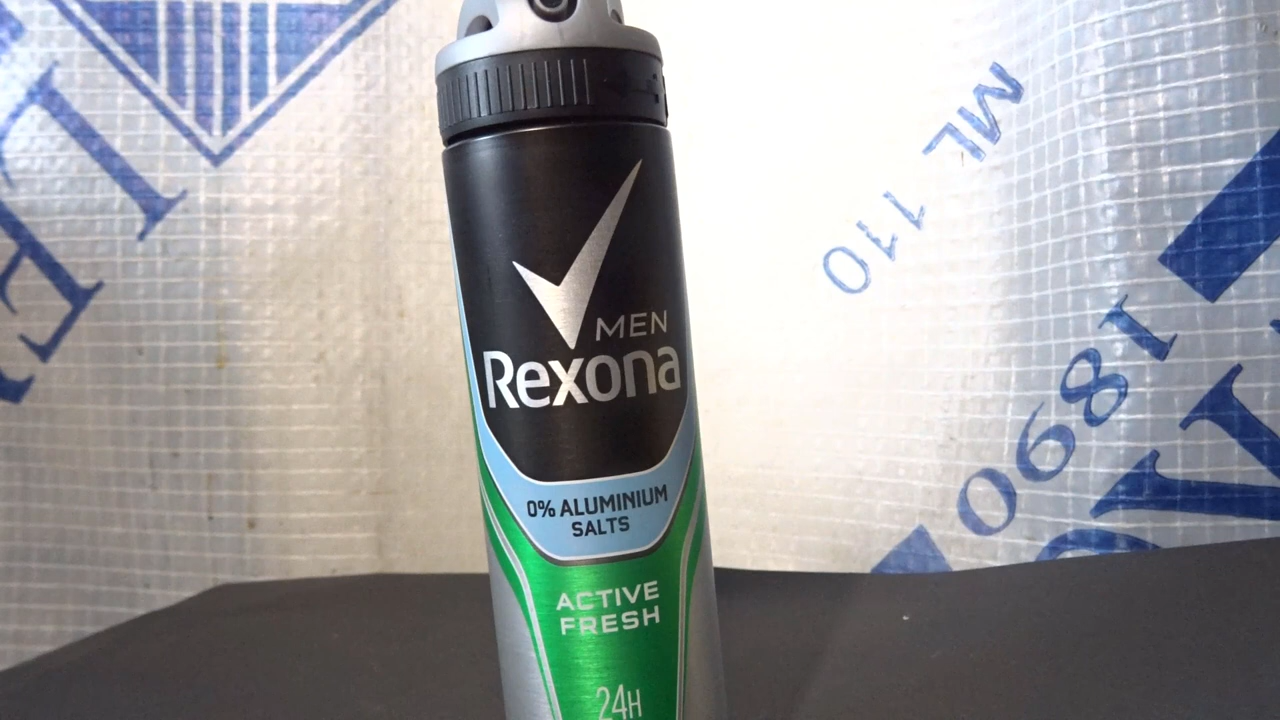 MEN
Rexona
0% ALUMINIUM
SALTS
ACTIVE
FRESH
24H
ML 110
1890